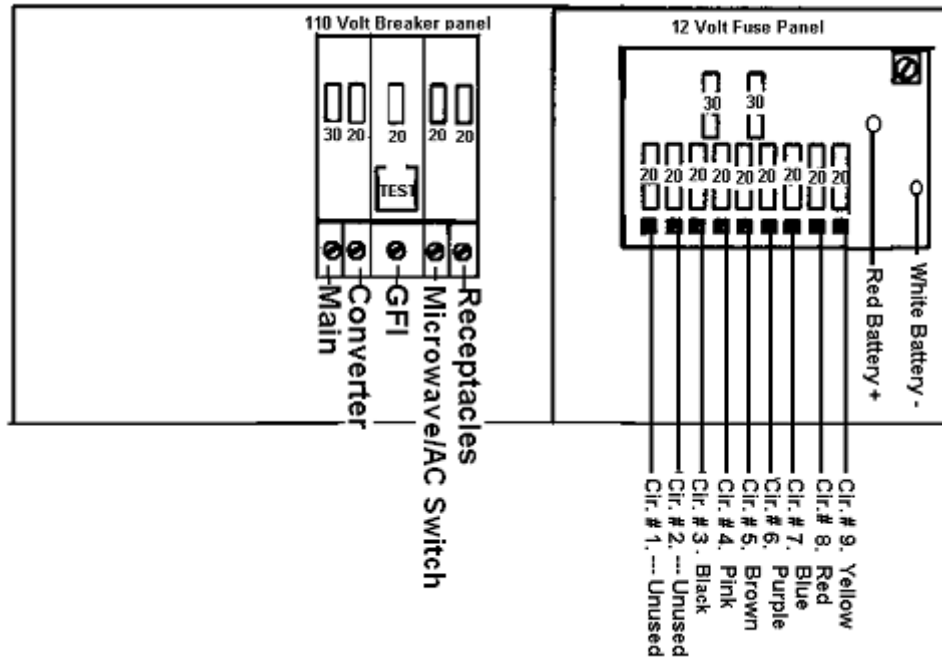 110 Volt Breaker panel
30 20 20 20 20
TEST
Main
Converter
GFI
Microwave/AC Switch
Receptacles
12 Volt Fuse Panel
30 30
20 20 20 20 20 20 20 20 20
Red Battery +
White Battery -
Cir. # 1. --- Unused
Cir. # 2. --- Unused
Cir. # 3 . Black
Cir. # 4. Pink
Cir. # 5. Brown
Cir. # 6. Purple
Cir. # 7. Blue
Cir. # 8. Red
Cir. # 9. Yellow